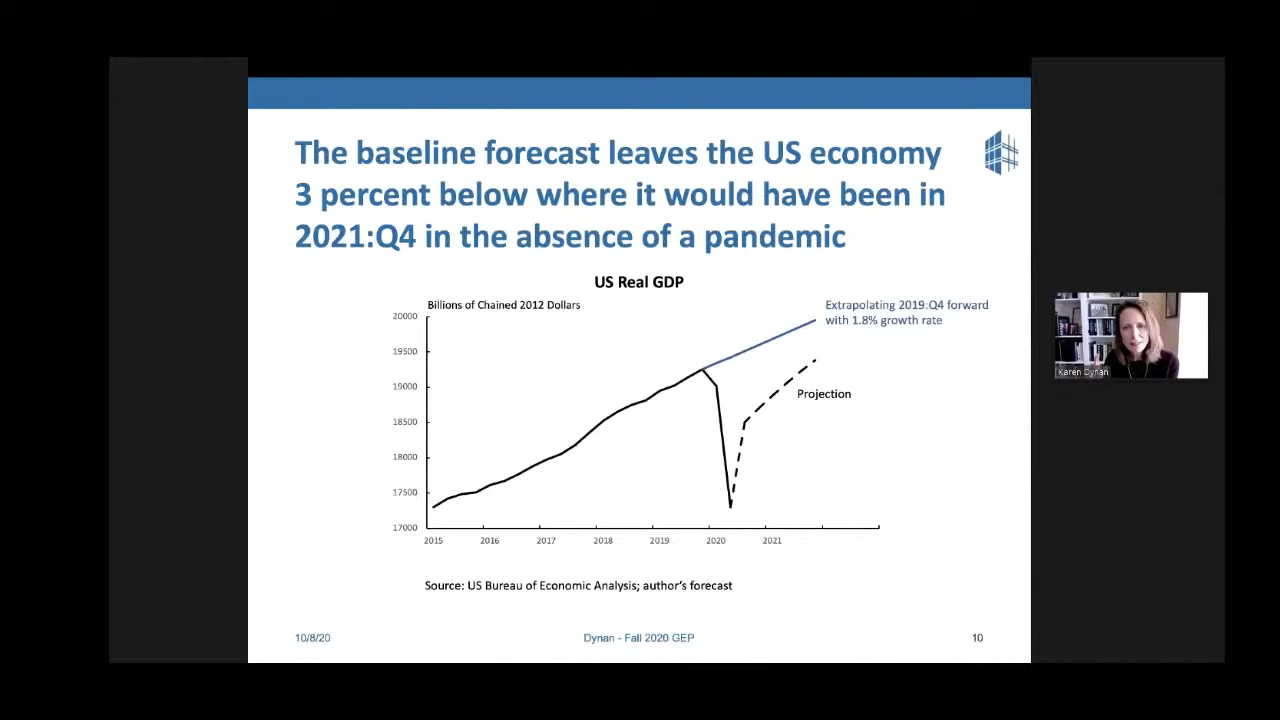 The baseline forecast leaves the US economy
3 percent below where it would have been in
2021:Q4 in the absence of a pandemic
US Real GDP
Billions of Chained 2012 Dollars
Extrapolating 2019:Q4 forward
with 1.8% growth rate
20000
19500
19000
18500
18000
17500
17000
Projection
2015 2016 2017 2018 2019 2020 2021
Source: US Bureau of Economic Analysis; author's forecast
10/8/20 Dynan - Fall 2020 GEP 10
Karen Dynan